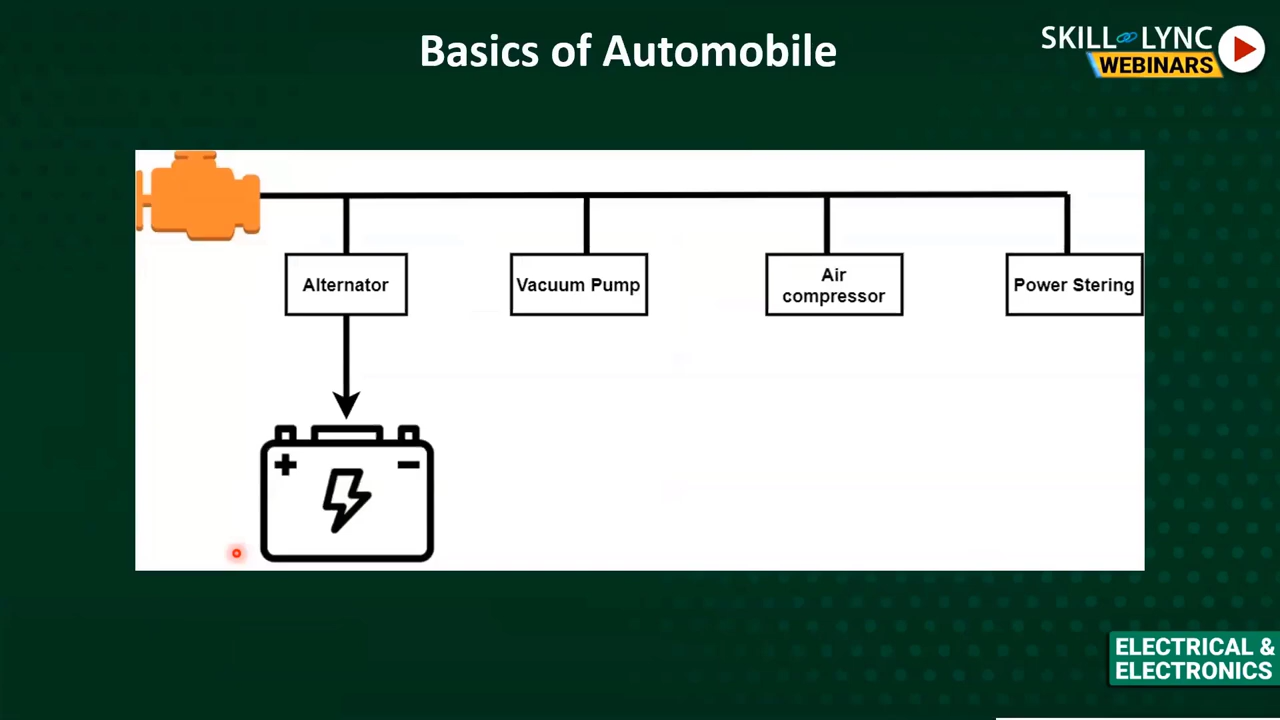 Basics of Automobile
SKILL LYNC
WEBINARS
Alternator
Vacuum Pump
Air
compressor
Power Stering
+ −
ELECTRICAL &
ELECTRONICS